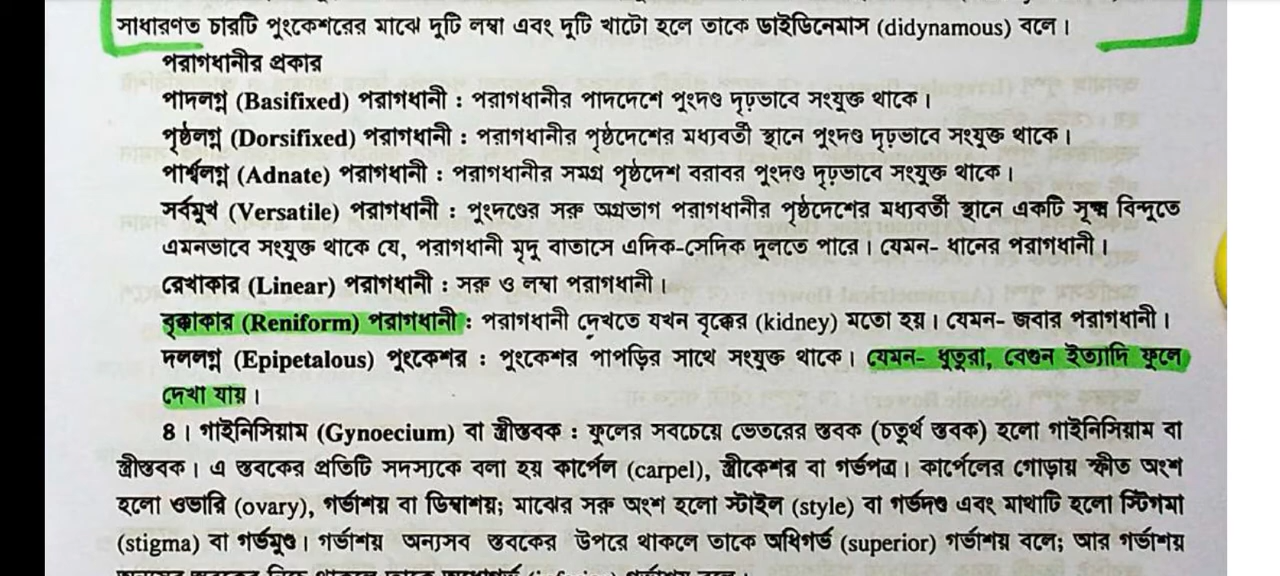 সাধারণত চারটি পুংকেশরের মাঝে দুটি লম্বা এবং দুটি খাটো হলে তাকে ডাইডিনেমাস (didynamous) বলে।
পরাগধানীর প্রকার
পাদলগ্ন (Basifixed) পরাগধানী : পরাগধানীর পাদদেশে পুংদণ্ড দৃঢ়ভাবে সংযুক্ত থাকে।
পৃষ্ঠলগ্ন (Dorsifixed) পরাগধানী : পরাগধানীর পৃষ্ঠদেশের মধ্যবর্তী স্থানে পুংদণ্ড দৃঢ়ভাবে সংযুক্ত থাকে।
পার্শ্বলগ্ন (Adnate) পরাগধানী : পরাগধানীর সমগ্র পৃষ্ঠদেশ বরাবর পুংদণ্ড দৃঢ়ভাবে সংযুক্ত থাকে।
সর্বমুখ (Versatile) পরাগধানী : পুংদণ্ডের সরু অগ্রভাগ পরাগধানীর পৃষ্ঠদেশের মধ্যবর্তী স্থানে একটি সূক্ষ্ম বিন্দুতে
এমনভাবে সংযুক্ত থাকে যে, পরাগধানী মৃদু বাতাসে এদিক-সেদিক দুলতে পারে। যেমন- ধানের পরাগধানী।
রেখাকার (Linear) পরাগধানী : সরু ও লম্বা পরাগধানী।
বৃক্কাকার (Reniform) পরাগধানী : পরাগধানী দেখতে যখন বৃক্কের (kidney) মতো হয়। যেমন- জবার পরাগধানী।
দললগ্ন (Epipetalous) পুংকেশর : পুংকেশর পাপড়ির সাথে সংযুক্ত থাকে। যেমন- ধুতুরা, বেগুন ইত্যাদি ফুলে
দেখা যায়।
৪। গাইনিসিয়াম (Gynoecium) বা স্ত্রীস্তবক : ফুলের সবচেয়ে ভেতরের স্তবক (চতুর্থ স্তবক) হলো গাইনিসিয়াম বা
স্ত্রীস্তবক। এ স্তবকের প্রতিটি সদস্যকে বলা হয় কার্পেল (carpel), স্ত্রীকেশর বা গর্ভপত্র। কার্পেলের গোড়ায় স্ফীত অংশ
হলো ওভারি (ovary), গর্ভাশয় বা ডিম্বাশয়; মাঝের সরু অংশ হলো স্টাইল (style) বা গর্ভদণ্ড এবং মাথাটি হলো স্টিগমা
(stigma) বা গর্ভমুণ্ড। গর্ভাশয় অন্যসব স্তবকের উপরে থাকলে তাকে অধিগর্ভ (superior) গর্ভাশয় বলে; আর গর্ভাশয়